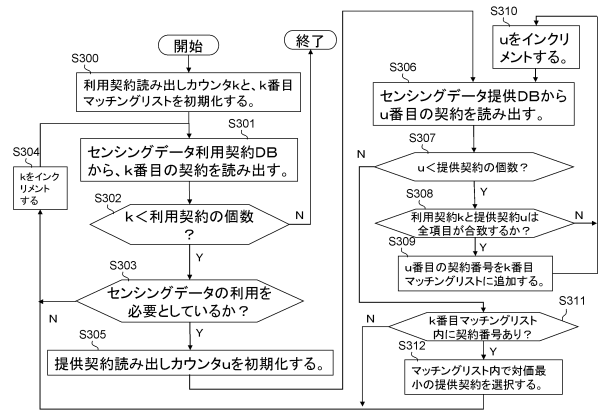 開始
終了
S300
利用契約読み出しカウンタkと、k番目
マッチングリストを初期化する。
S301
センシングデータ利用契約DB
から、k番目の契約を読み出す。
S304
kをインク
リメント
する
S302
k＜利用契約の個数
？
N
Y
S303
センシングデータの利用を
必要としているか？
N
Y
S305
提供契約読み出しカウンタuを初期化する。
S310
uをインクリ
メントする。
S306
センシングデータ提供DBから
u番目の契約を読み出す。
S307
u＜提供契約の個数？
N
Y
S308
利用契約kと提供契約uは
全項目が合致するか？
N
Y
S309
u番目の契約番号をk番目
マッチングリストに追加する。
S311
k番目マッチングリスト
内に契約番号あり？
N
Y
S312
マッチングリスト内で対価最
小の提供契約を選択する。